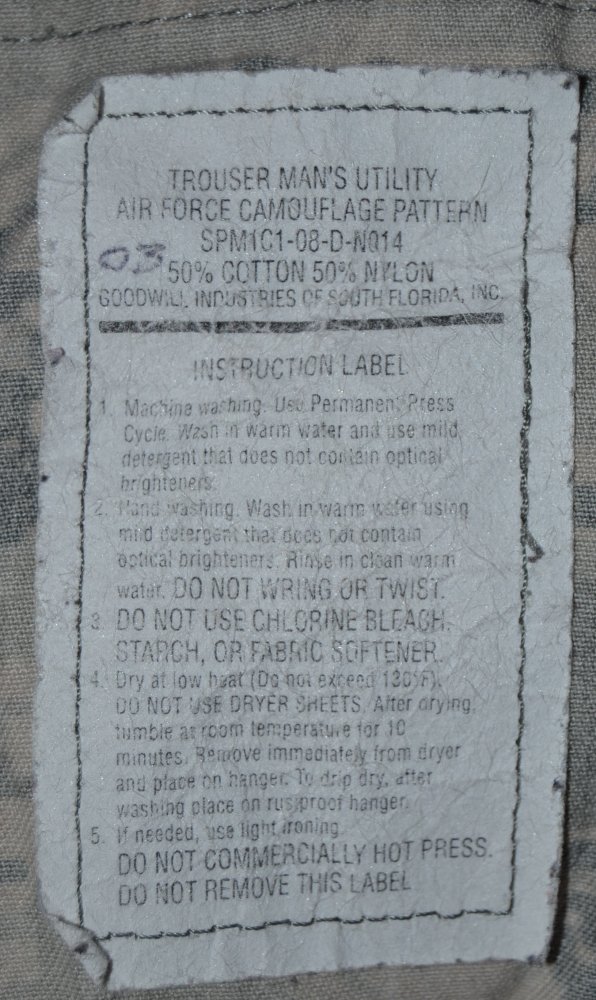 TROUSER MAN'S UTILITY
AIR FORCE CAMOUFLAGE PATTERN
SPM1C1-08-D-N014
03
50% COTTON 50% NYLON
GOODWILL INDUSTRIES OF SOUTH FLORIDA, INC.
INSTRUCTION LABEL
1. Machine washing. Use Permanent Press
Cycle. Wash in warm water and use mild
detergent that does not contain optical
brighteners.
2. Hand washing. Wash in warm water using
mild detergent that does not contain
optical brighteners. Rinse in clean warm
water. DO NOT WRING OR TWIST.
3. DO NOT USE CHLORINE BLEACH,
STARCH, OR FABRIC SOFTENER.
4. Dry at low heat (Do not exceed 130°F).
DO NOT USE DRYER SHEETS. After drying,
tumble at room temperature for 10
minutes. Remove immediately from dryer
and place on hanger. To drip dry, after
washing place on rustproof hanger.
5. If needed, use light ironing.
DO NOT COMMERCIALLY HOT PRESS.
DO NOT REMOVE THIS LABEL